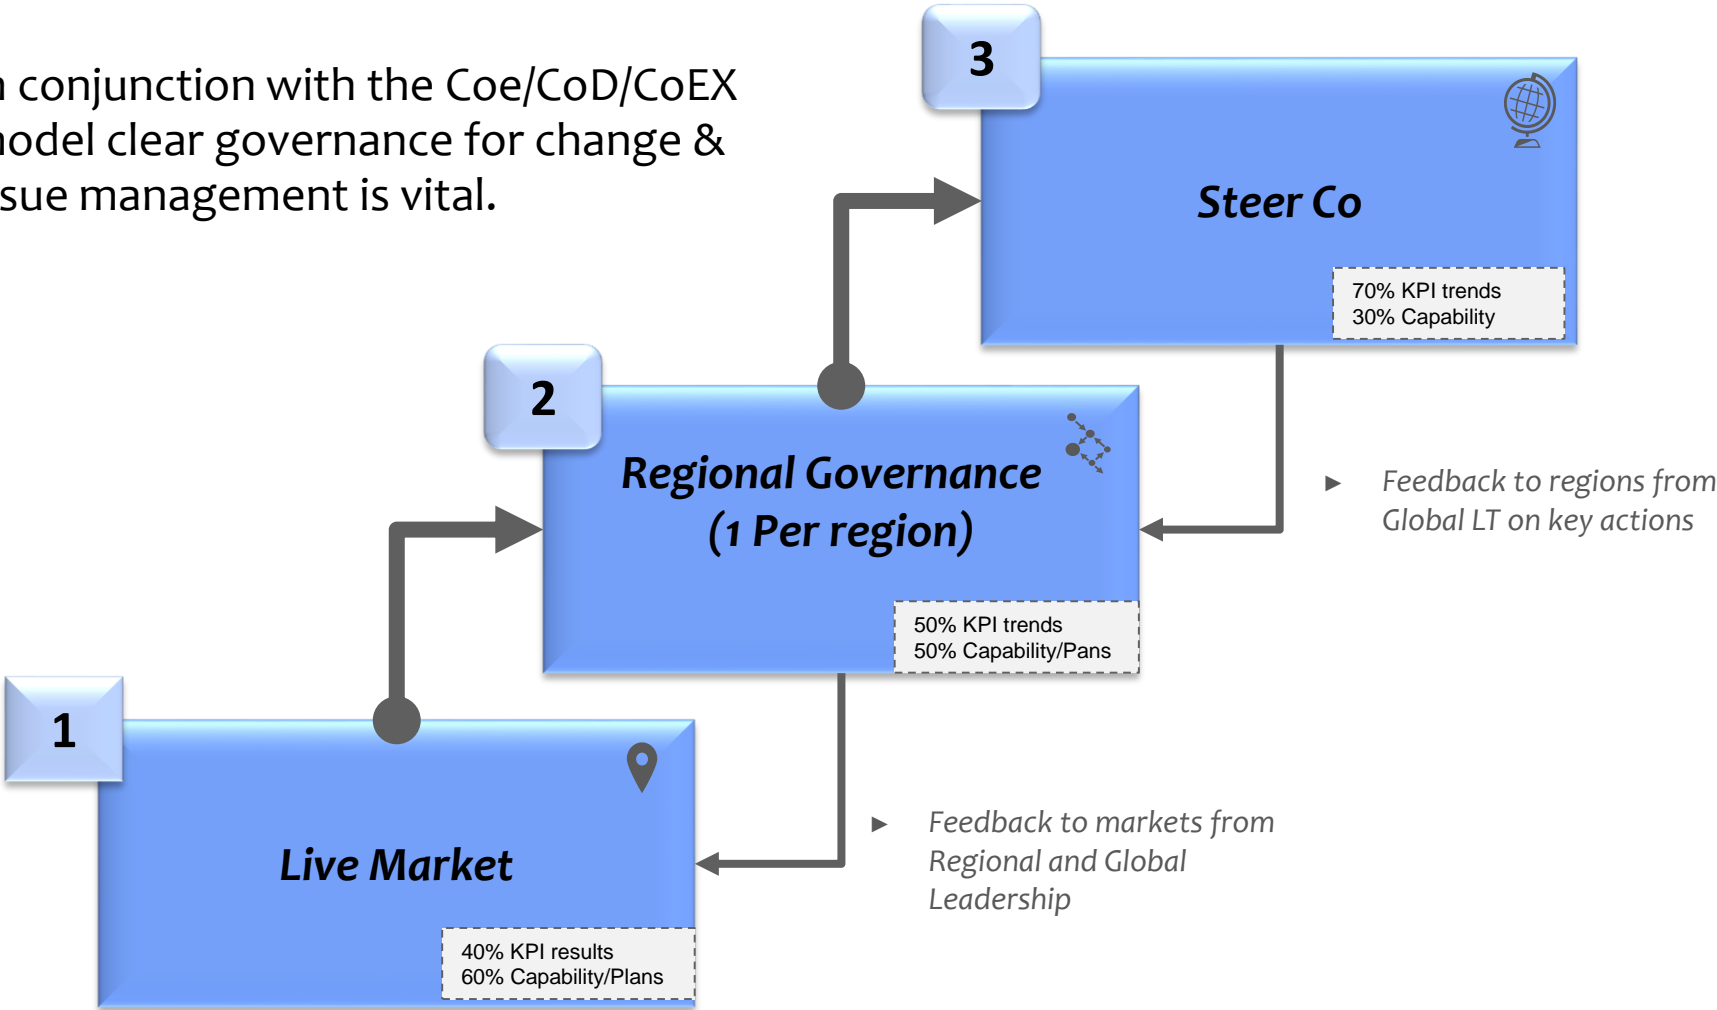 n conjunction with the Coe/CoD/CoEX
model clear governance for change &
sue management is vital.
3
Steer Co
70% KPI trends
30% Capability
2
Regional Governance
(1 Per region)
50% KPI trends
50% Capability/Pans
► Feedback to regions from
Global LT on key actions
1
Live Market
40% KPI results
60% Capability/Plans
► Feedback to markets from
Regional and Global
Leadership